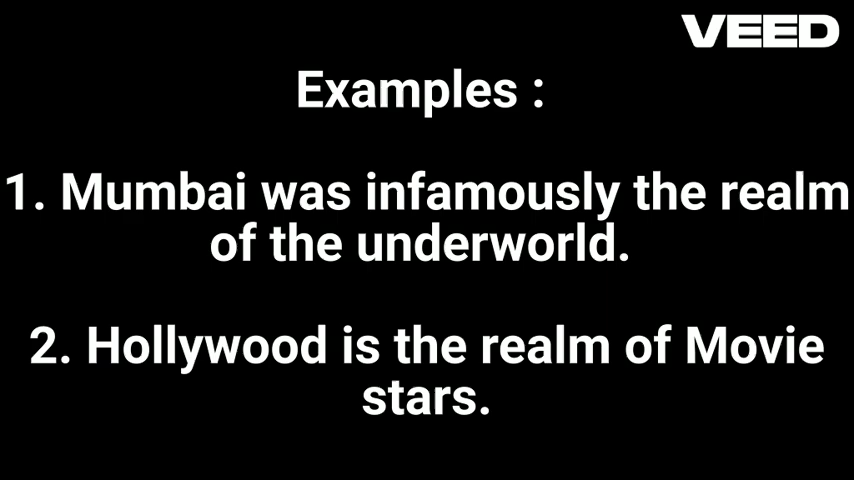 VEED
Examples :
1. Mumbai was infamously the realm
of the underworld.
2. Hollywood is the realm of Movie
stars.